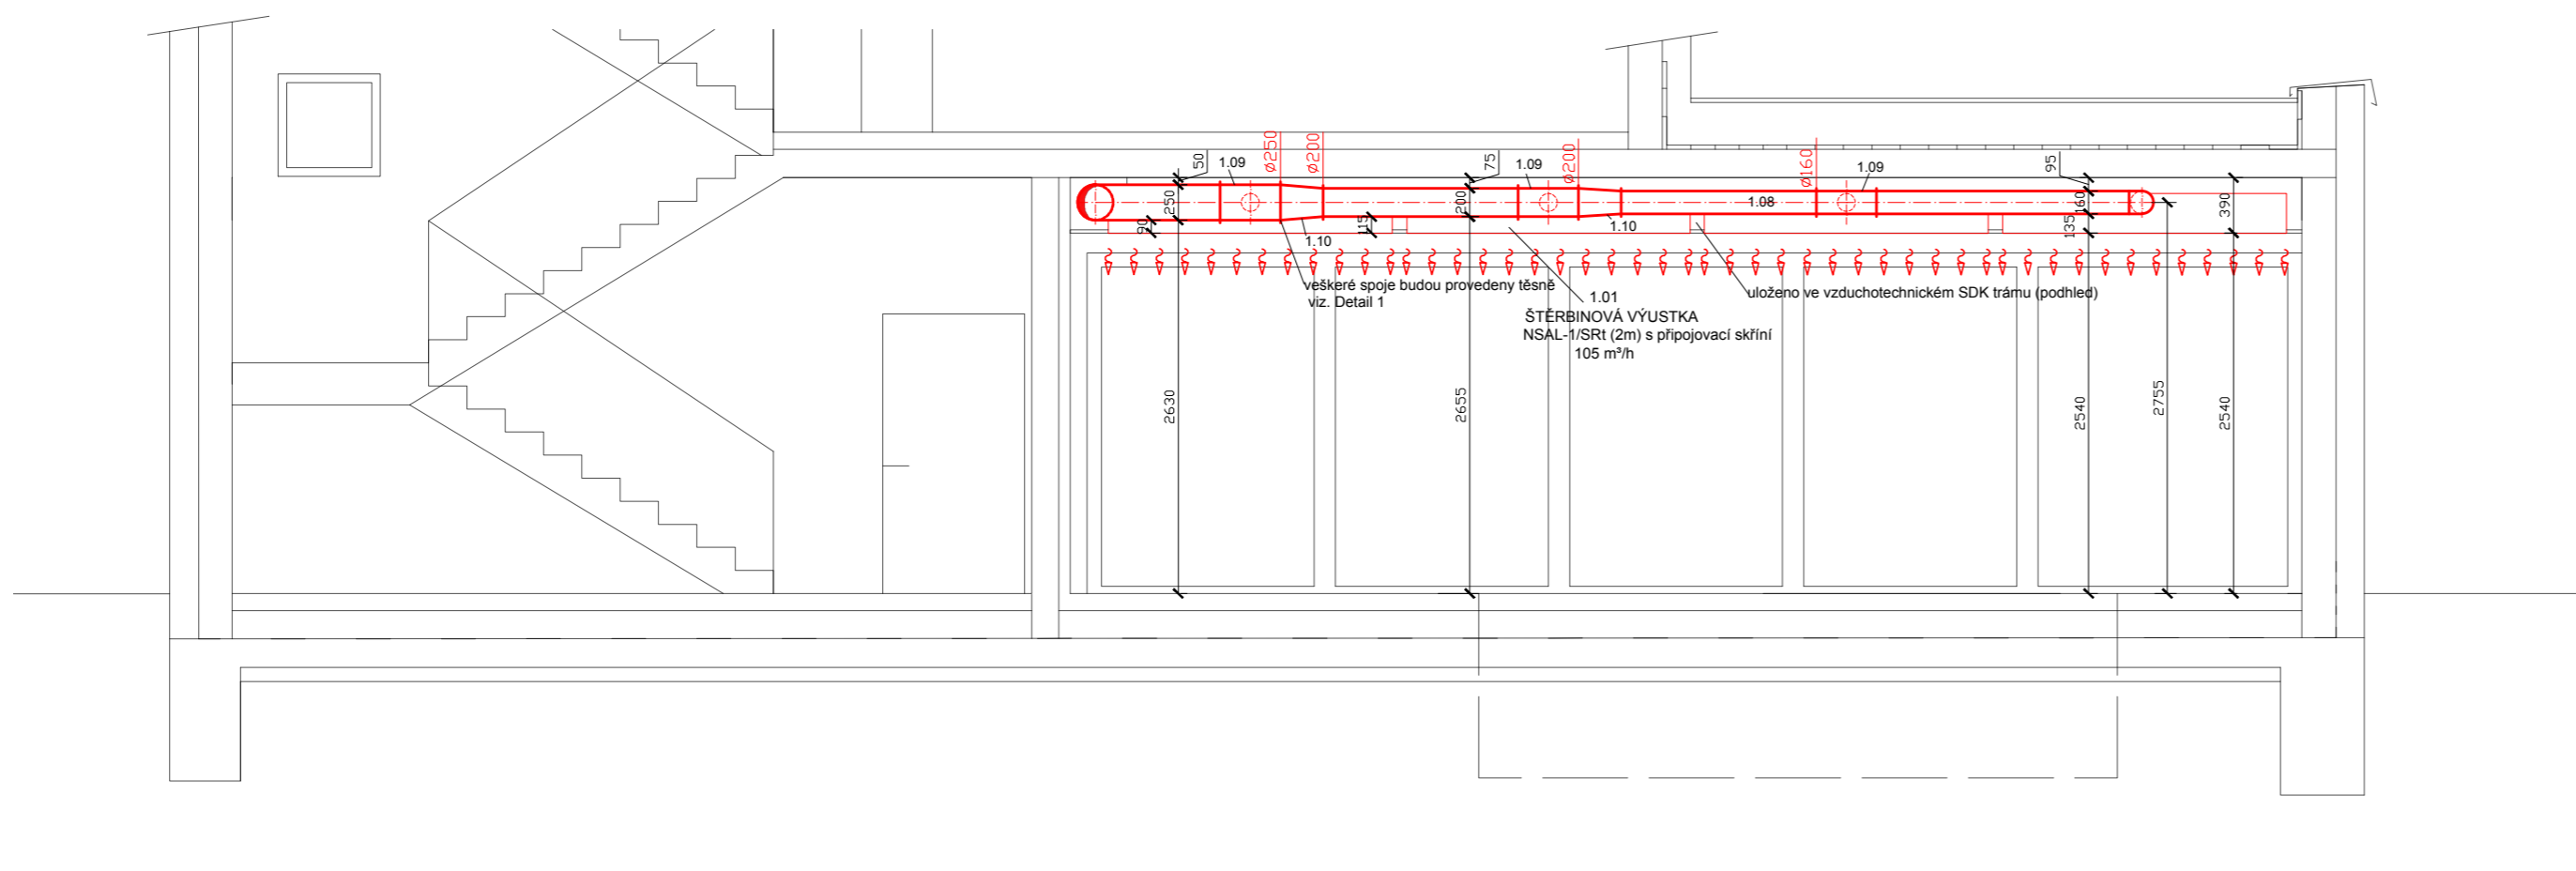 50
1.09
Ø250
Ø200
75
1.09
Ø200
Ø160
1.09
95
250
200
1.08
160
390
90
115
135
1.10
1.10
veškeré spoje budou provedeny těsně
viz. Detail 1
1.01
ŠTĚRBINOVÁ VÝUSTKA
NSAL-1/SRt (2m) s připojovací skříní
105 m³/h
uloženo ve vzduchotechnickém SDK trámu (podhled)
2630
2655
2540
2755
2540